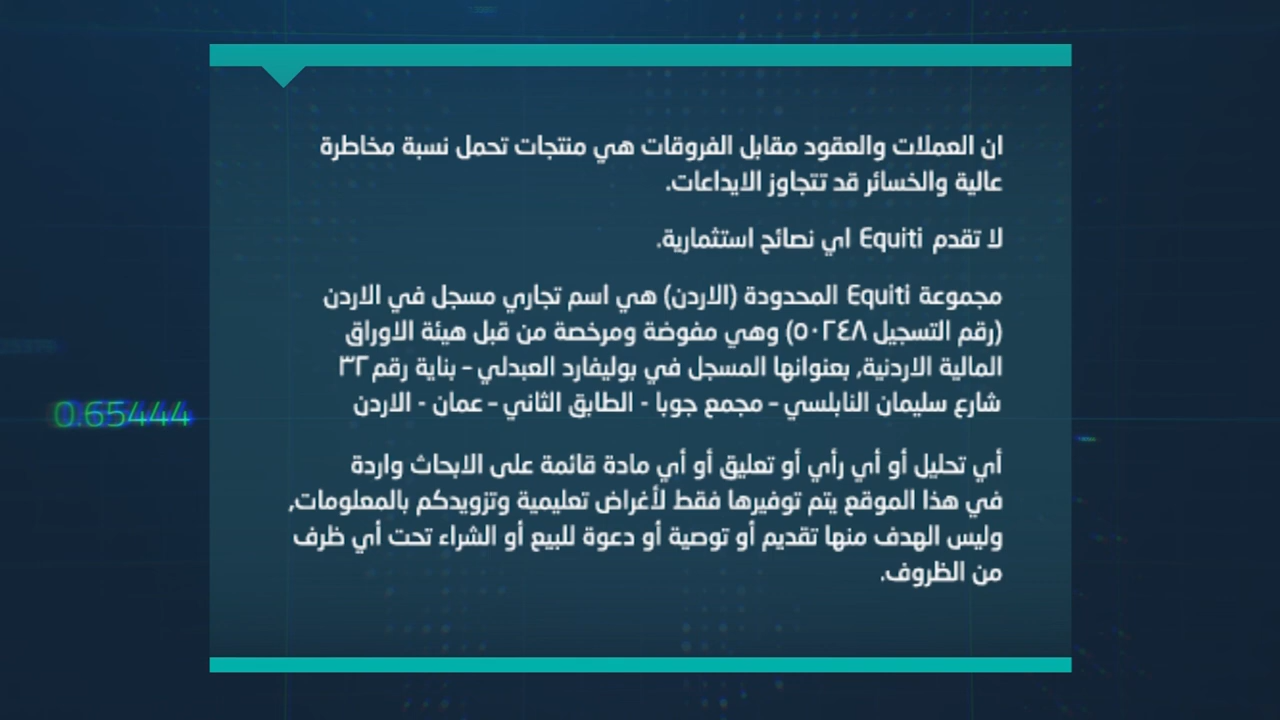 ان العملات والعقود مقابل الفروقات هي منتجات تحمل نسبة مخاطرة
عالية والخسائر قد تتجاوز الايداعات.
لا تقدم Equiti اي نصائح استثمارية.
مجموعة Equiti المحدودة (الاردن) هي اسم تجاري مسجل في الاردن
(رقم التسجيل ٥٠٢٤٨) وهي مفوضة ومرخصة من قبل هيئة الاوراق
المالية الاردنية, بعنوانها المسجل في بوليفارد العبدلي - بناية رقم ٣٢
شارع سليمان النابلسي - مجمع جوبا - الطابق الثاني - عمان - الاردن
أي تحليل أو أي رأي أو تعليق أو أي مادة قائمة على الابحاث واردة
في هذا الموقع يتم توفيرها فقط لأغراض تعليمية وتزويدكم بالمعلومات,
وليس الهدف منها تقديم أو توصية أو دعوة للبيع أو الشراء تحت أي ظرف
من الظروف.
0.65444